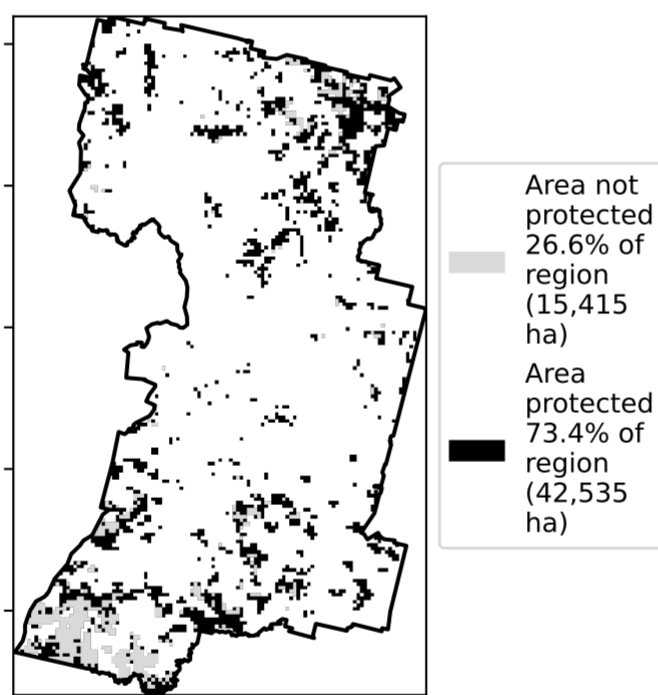 Area not
protected
26.6% of
region
(15,415
ha)
Area
protected
73.4% of
region
(42,535
ha)